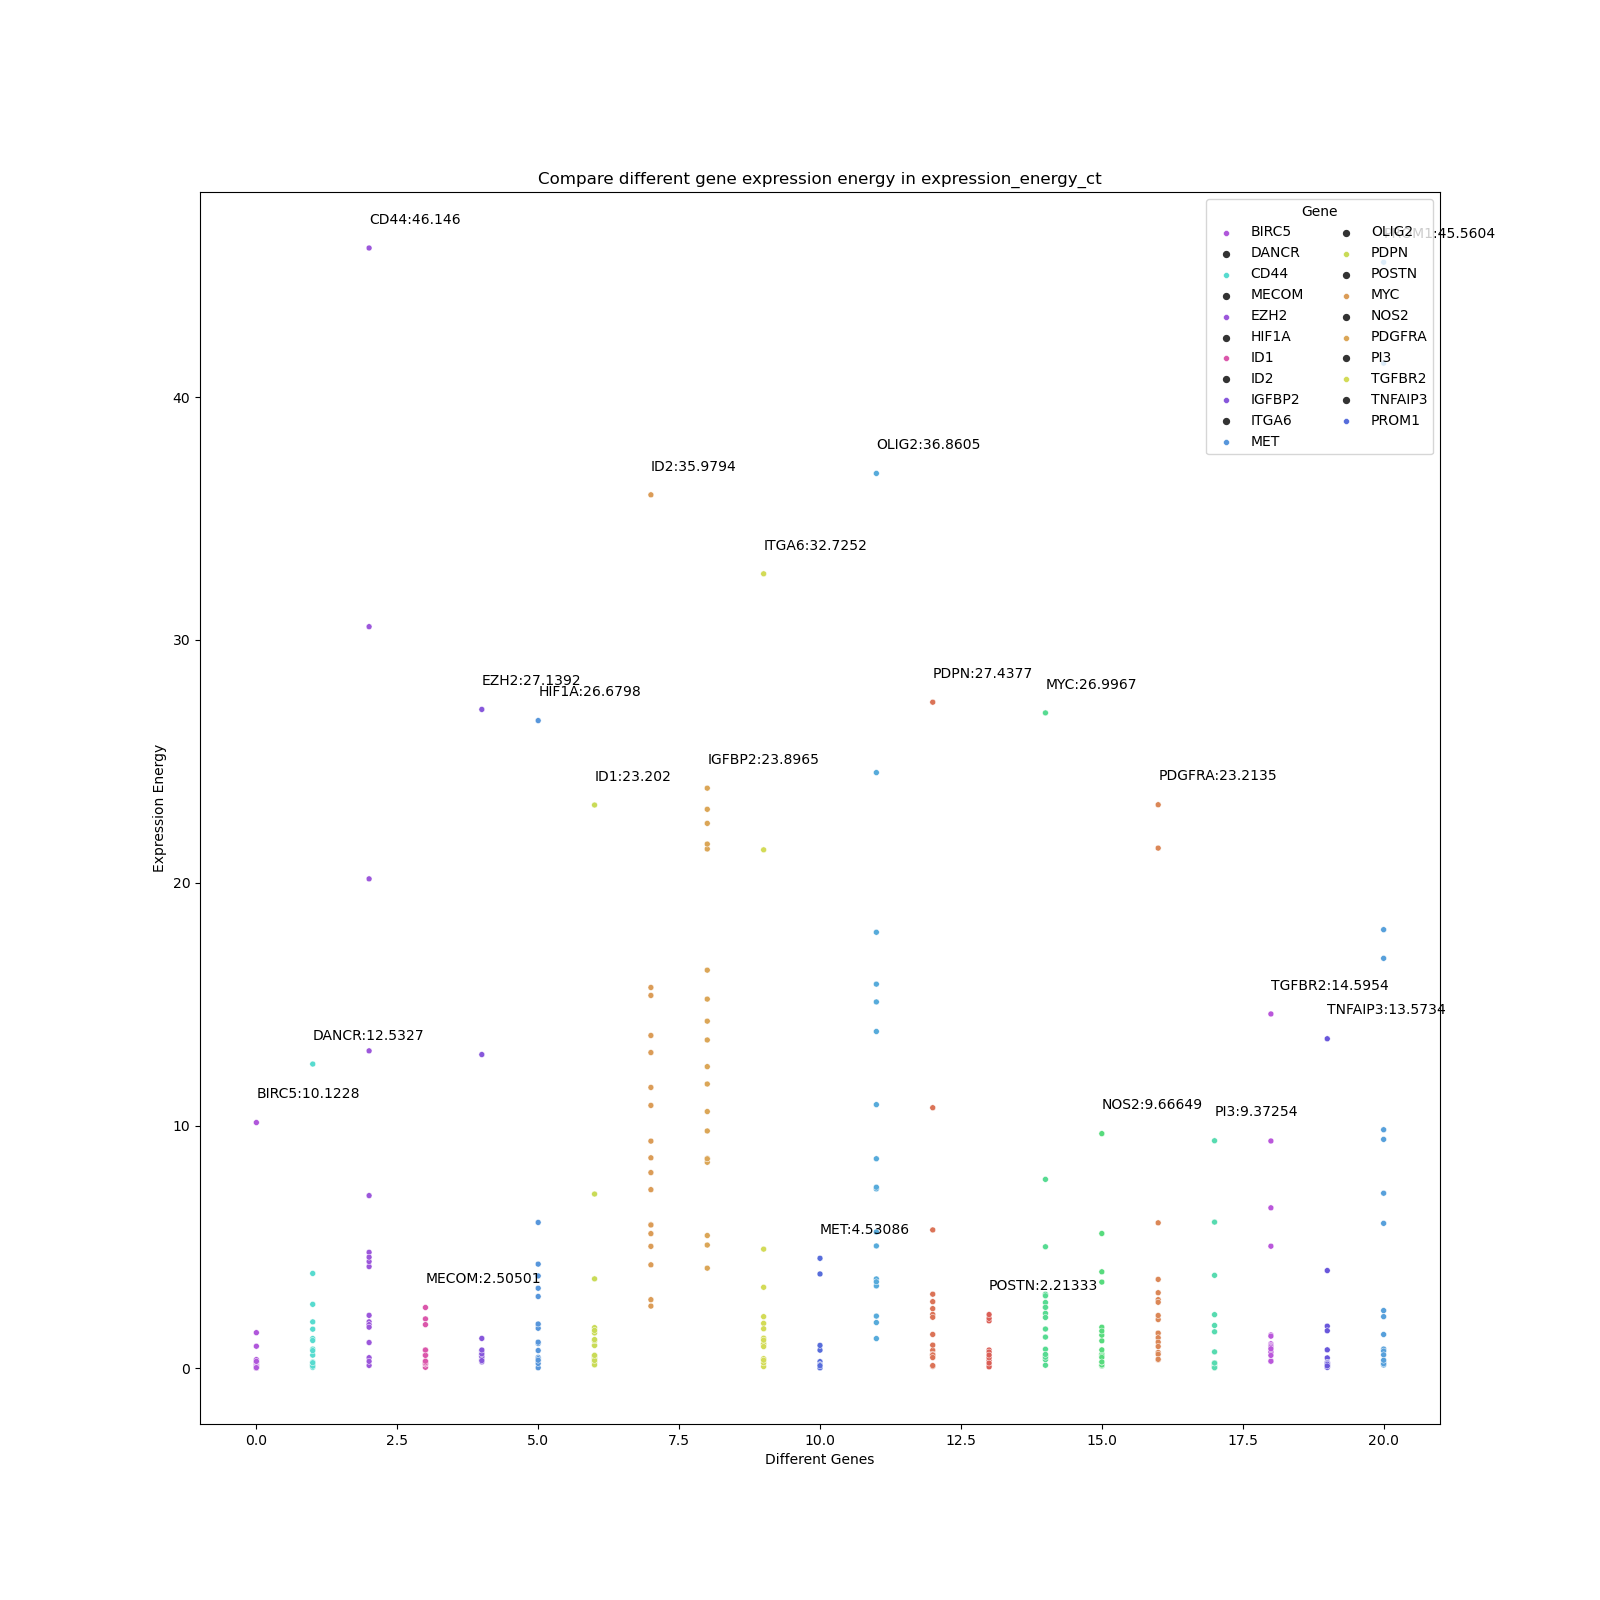 Compare different gene expression energy in expression_energy_ct
CD44:46.146
OLIG2:36.8605
ID2:35.9794
ITGA6:32.7252
PDPN:27.4377
EZH2:27.1392
MYC:26.9967
HIF1A:26.6798
IGFBP2:23.8965
ID1:23.202
PDGFRA:23.2135
TGFBR2:14.5954
TNFAIP3:13.5734
DANCR:12.5327
BIRC5:10.1228
NOS2:9.66649
PI3:9.37254
MET:4.53086
MECOM:2.50501
POSTN:2.21333
Gene
BIRC5
DANCR
CD44
MECOM
EZH2
HIF1A
ID1
ID2
IGFBP2
ITGA6
MET
OLIG2
PDPN
POSTN
MYC
NOS2
PDGFRA
PI3
TGFBR2
TNFAIP3
PROM1
:45.5604
Expression Energy
40
30
20
10
0
0.0 2.5 5.0 7.5 10.0 12.5 15.0 17.5 20.0
Different Genes